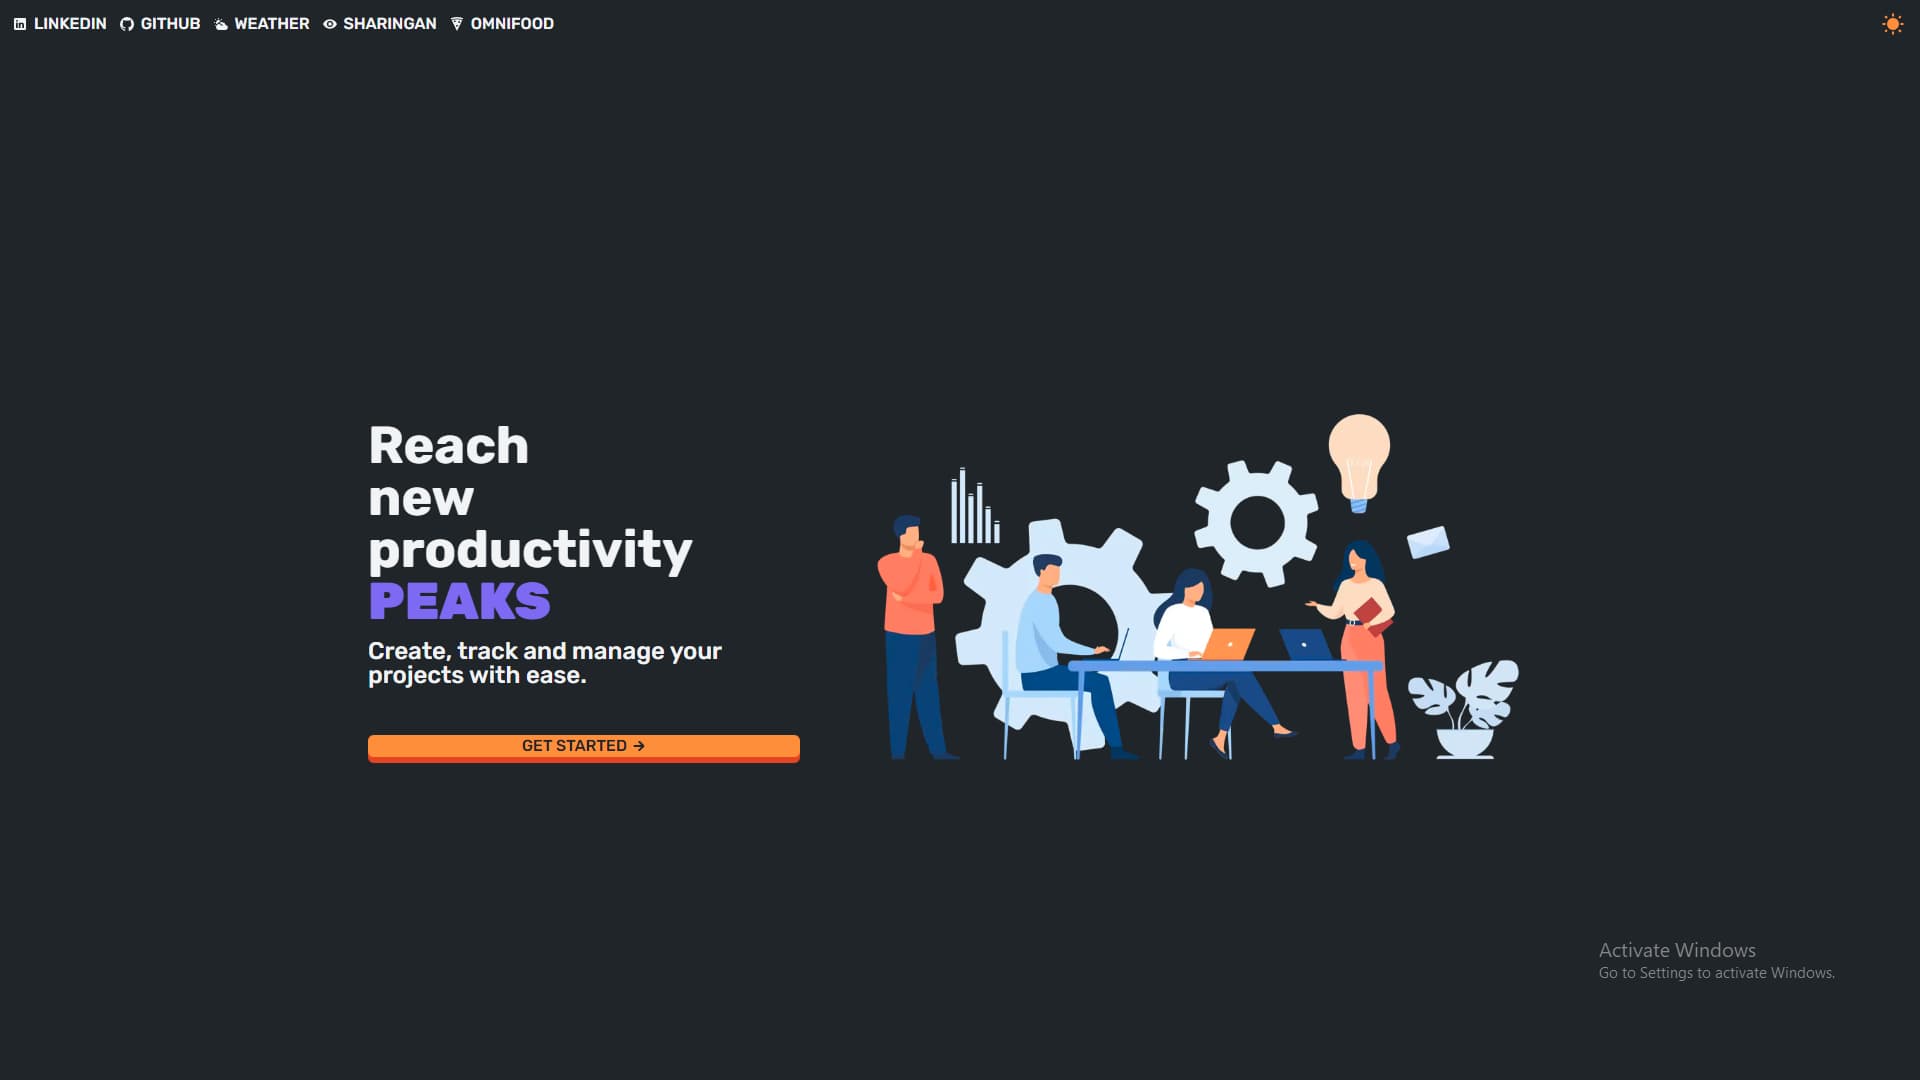 LINKEDIN GITHUB WEATHER SHARINGAN OMNIFOOD
Reach
new
productivity
PEAKS
Create, track and manage your
projects with ease.
GET STARTED →
Activate Windows
Go to Settings to activate Windows.